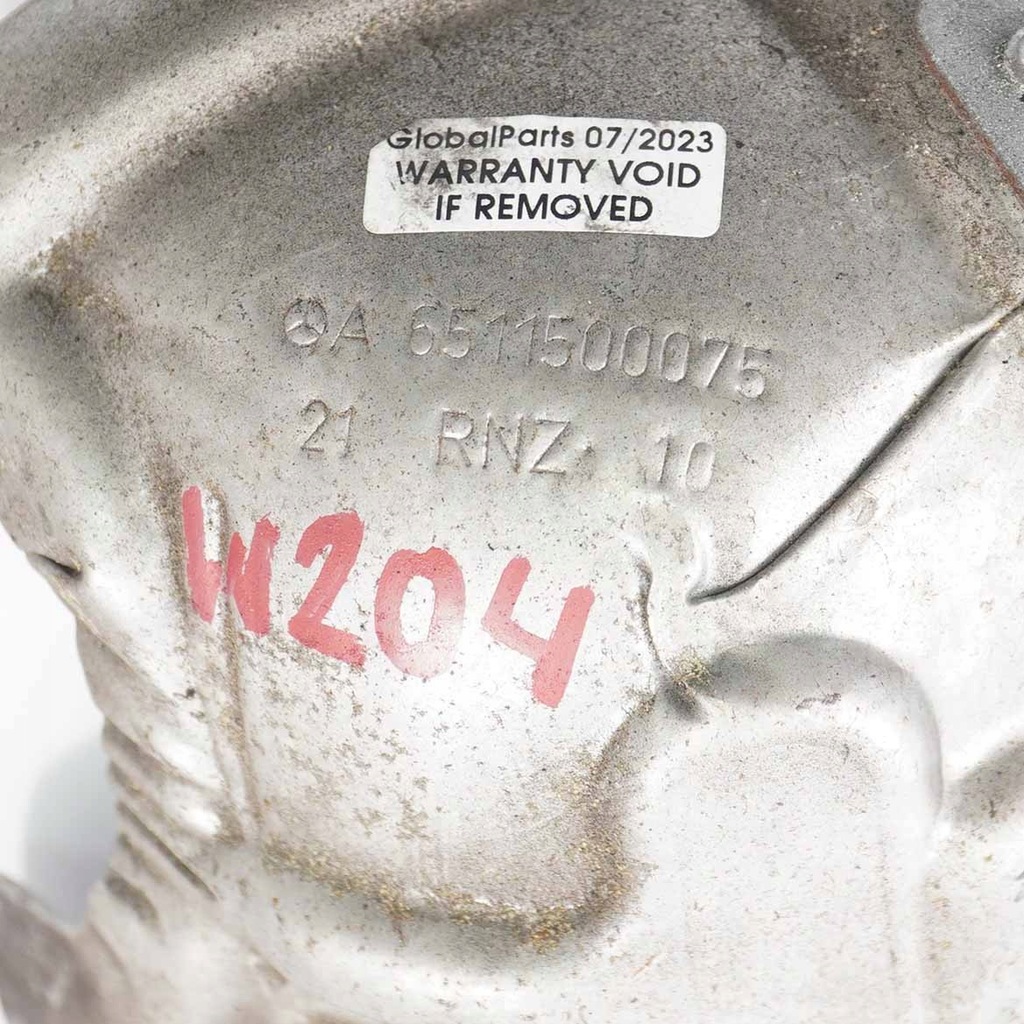 GlobalParts 07/2023
WARRANTY VOID
IF REMOVED
A 6511500075
21 RNZ 10
W204